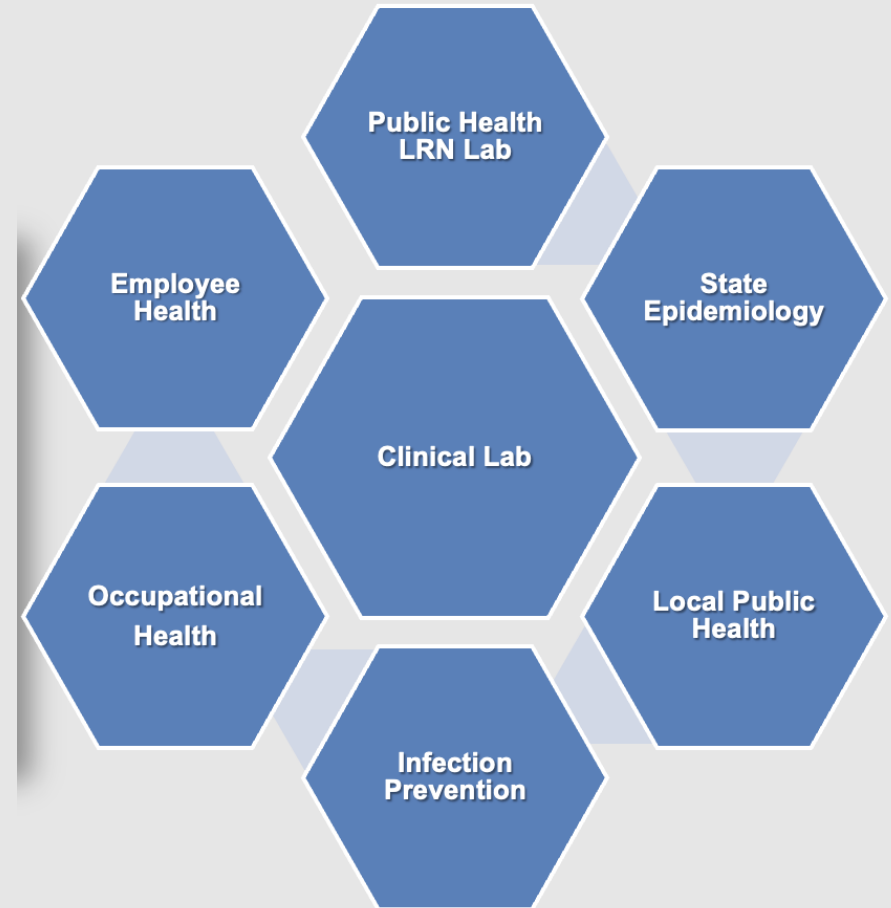 Public Health
LRN Lab
Employee
Health
State
Epidemiology
Clinical Lab
Occupational
Health
Local Public
Health
Infection
Prevention